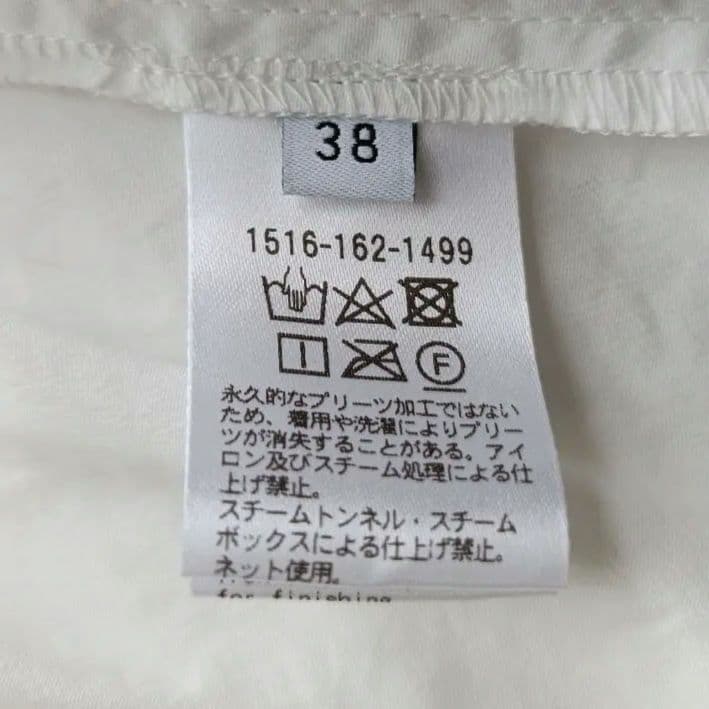 38
1516-162-1499
F
永久的なプリーツ加工ではない
ため、着用や洗濯によりプリー
ツが消失することがある。アイ
ロン及びスチーム処理による仕
上げ禁止。
スチームトンネル・スチーム
ボックスによる仕上げ禁止。
ネット使用。
for finishing